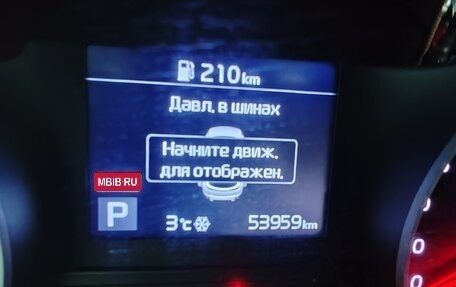 210km
Давл. в шинах
Начните движ.
для отображен.
MBIB.RU
P
3°c 53959km